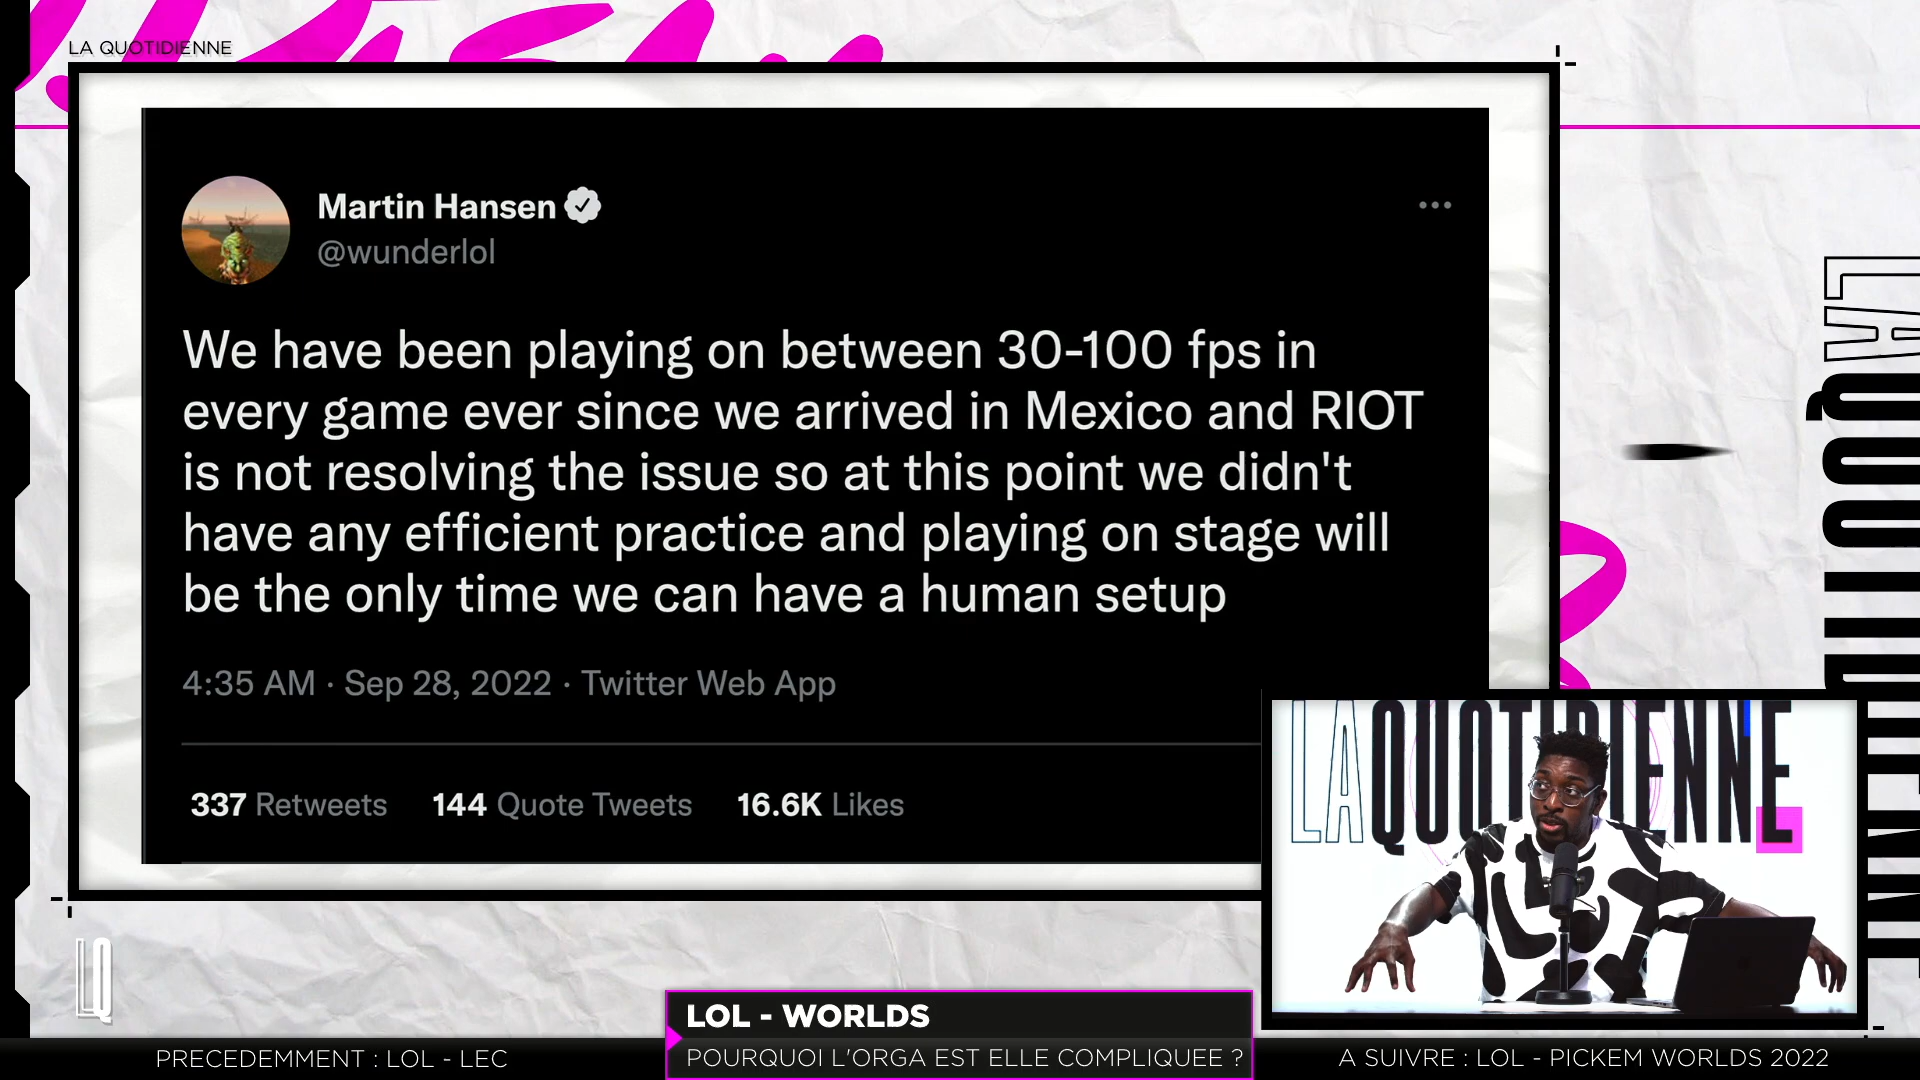 LA QUOTIDIENNE
Martin Hansen
@wunderlol
We have been playing on between 30-100 fps in
every game ever since we arrived in Mexico and RIOT
is not resolving the issue so at this point we didn't
have any efficient practice and playing on stage will
be the only time we can have a human setup
4:35 AM · Sep 28, 2022 · Twitter Web App
337 Retweets 144 Quote Tweets 16.6K Likes
LA QUOTIDIENNE
LAQUOTIDIENNE
LQ
LOL - WORLDS
POURQUOI L'ORGA EST ELLE COMPLIQUEE ?
PRECEDEMMENT : LOL - LEC
A SUIVRE : LOL - PICKEM WORLDS 2022